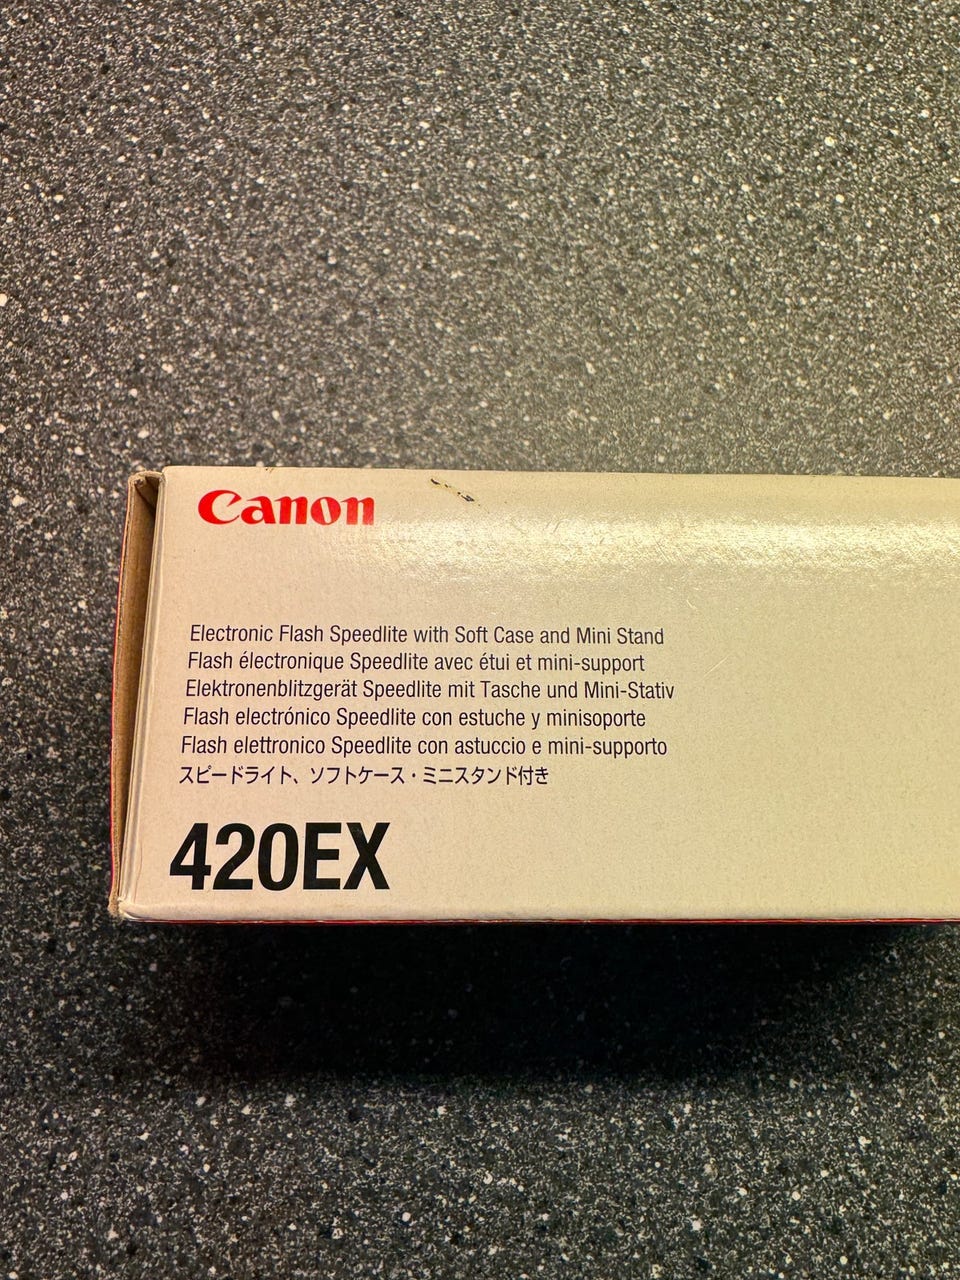 Canon
Electronic Flash Speedlite with Soft Case and Mini Stand
Flash électronique Speedlite avec étui et mini-support
Elektronenblitzgerät Speedlite mit Tasche und Mini-Stativ
Flash electrónico Speedlite con estuche y minisoporte
Flash elettronico Speedlite con astuccio e mini-supporto
スピードライト、ソフトケース・ミニスタンド付き
420EX